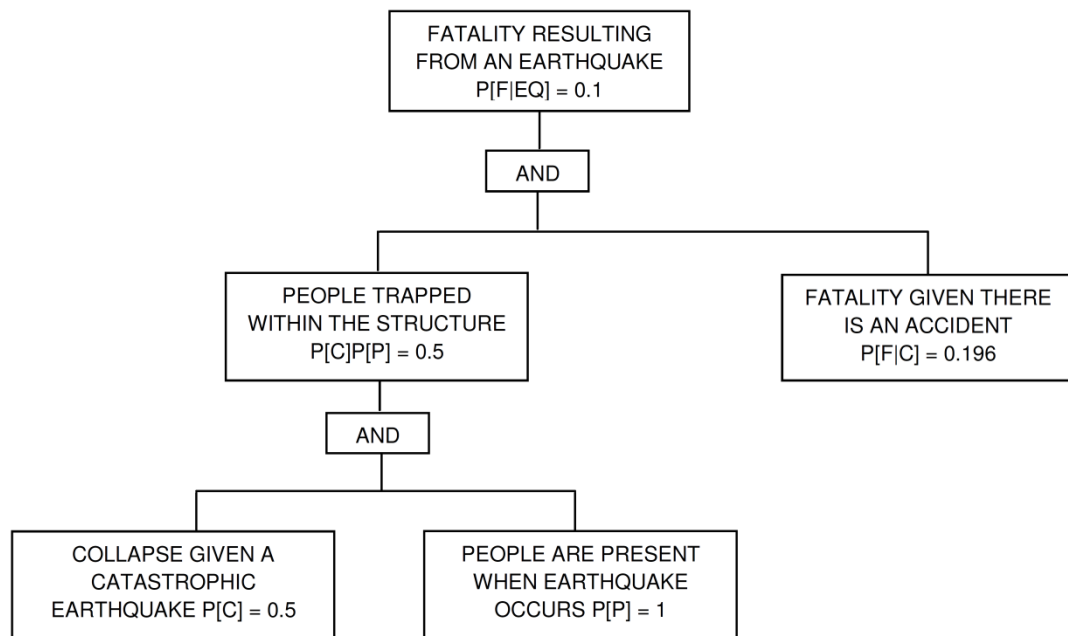 FATALITY RESULTING
FROM AN EARTHQUAKE
P[F|EQ] = 0.1
AND
PEOPLE TRAPPED
WITHIN THE STRUCTURE
P[C]P[P] = 0.5
FATALITY GIVEN THERE
IS AN ACCIDENT
P[F|C] = 0.196
AND
COLLAPSE GIVEN A
CATASTROPHIC
EARTHQUAKE P[C] = 0.5
PEOPLE ARE PRESENT
WHEN EARTHQUAKE
OCCURS P[P] = 1